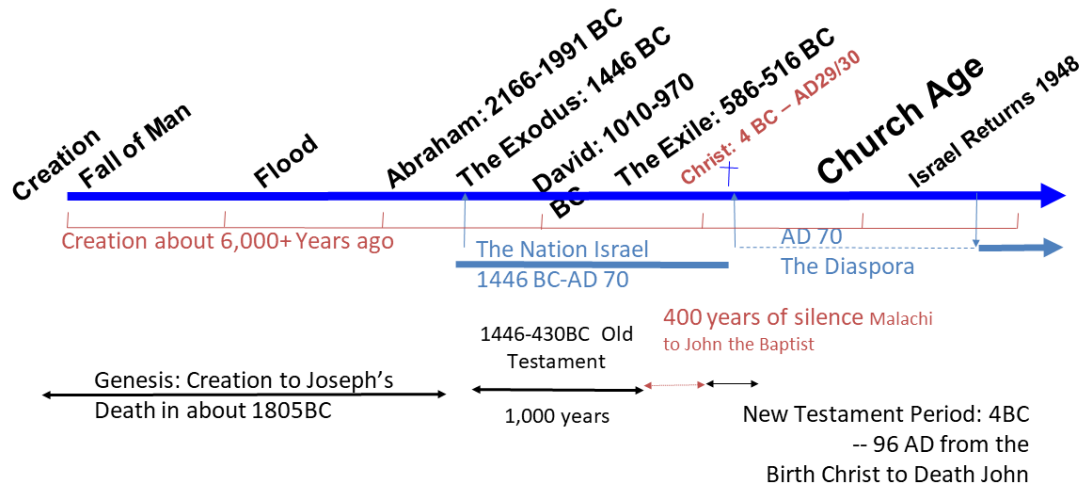 Creation
Fall of Man
Flood
Abraham: 2166-1991 BC
The Exodus: 1446 BC
David: 1010-970
BC
The Exile: 586-516 BC
Christ: 4 BC – AD29/30
Church Age
Israel Returns 1948
Creation about 6,000+ Years ago
The Nation Israel
1446 BC-AD 70
AD 70
The Diaspora
1446-430BC Old
Testament
1,000 years
400 years of silence Malachi
to John the Baptist
Genesis: Creation to Joseph’s
Death in about 1805BC
New Testament Period: 4BC
-- 96 AD from the
Birth Christ to Death John